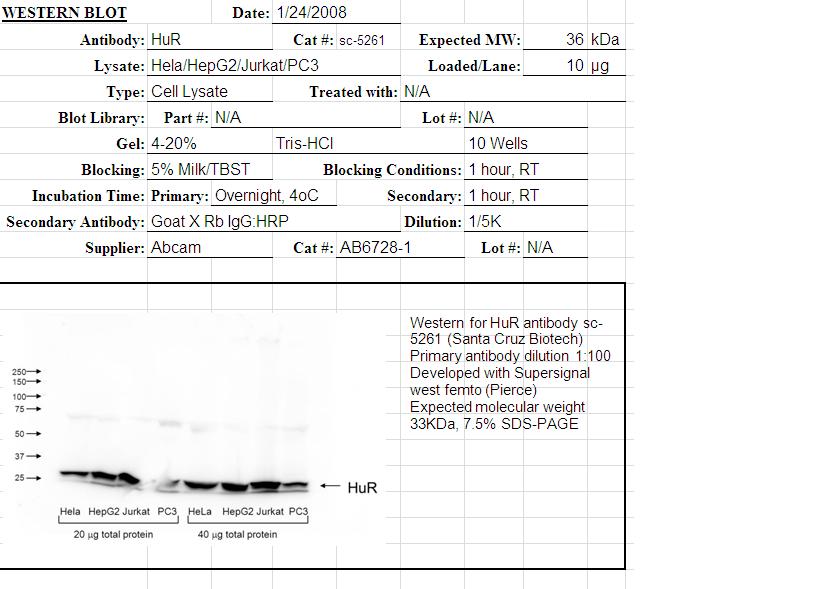 WESTERN BLOT Date: 1/24/2008
Antibody: HuR Cat #: sc-5261 Expected MW: 36 kDa
Lysate: Hela/HepG2/Jurkat/PC3 Loaded/Lane: 10 µg
Type: Cell Lysate Treated with: N/A
Blot Library: Part #: N/A Lot #: N/A
Gel: 4-20% Tris-HCl 10 Wells
Blocking: 5% Milk/TBST Blocking Conditions: 1 hour, RT
Incubation Time: Primary: Overnight, 4oC Secondary: 1 hour, RT
Secondary Antibody: Goat X Rb IgG:HRP Dilution: 1/5K
Supplier: Abcam Cat #: AB6728-1 Lot #: N/A
Western for HuR antibody sc-
5261 (Santa Cruz Biotech)
Primary antibody dilution 1:100
Developed with Supersignal
west femto (Pierce)
Expected molecular weight
33KDa, 7.5% SDS-PAGE
250
150
100
75
50
37
25
HuR
Hela HepG2 Jurkat PC3 HeLa HepG2 Jurkat PC3
20 µg total protein 40 µg total protein